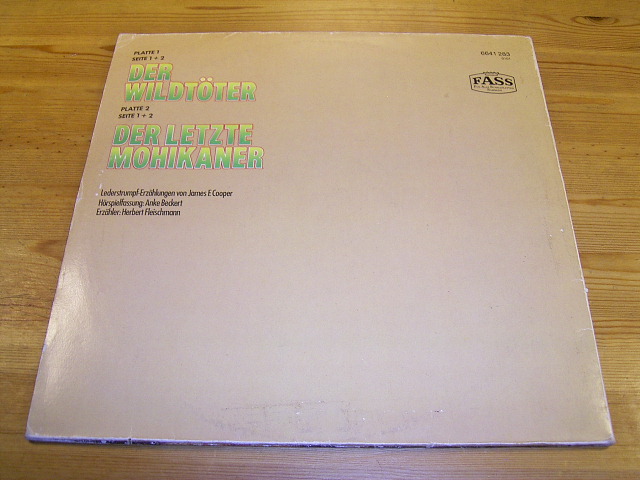 PLATTE 1
SEITE 1 + 2
DER
WILDTÖTER
PLATTE 2
SEITE 1 + 2
DER LETZTE
MOHIKANER
Lederstrumpf-Erzählungen von James F. Cooper
Hörspielfassung: Anke Beckert
Erzähler: Herbert Fleischmann
6641 283
FASS